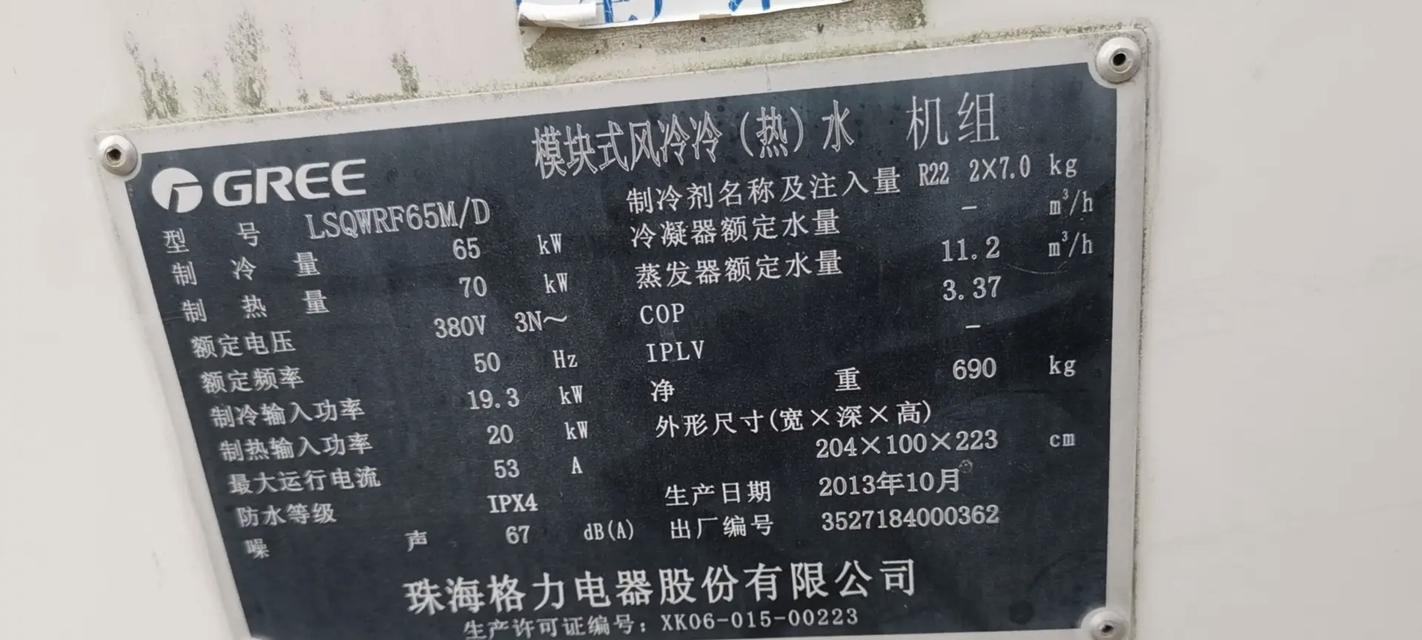 GREE
模块式风冷冷(热)水 机组
型号 LSQWRF65M/D
制冷量 65 kW
制热量 70 kW
额定电压 380V 3N～
额定频率 50 Hz
制冷输入功率 19.3 kW
制热输入功率 20 kW
最大运行电流 53 A
防水等级 IPX4
噪声 67 dB(A)
制冷剂名称及注入量 R22 2×7.0 kg
冷凝器额定水量 － m³/h
蒸发器额定水量 11.2 m³/h
COP 3.37
IPLV －
净重 690 kg
外形尺寸(宽×深×高)
204×100×223 cm
生产日期 2013年10月
出厂编号 3527184000362
珠海格力电器股份有限公司
生产许可证编号：XK06-015-00223